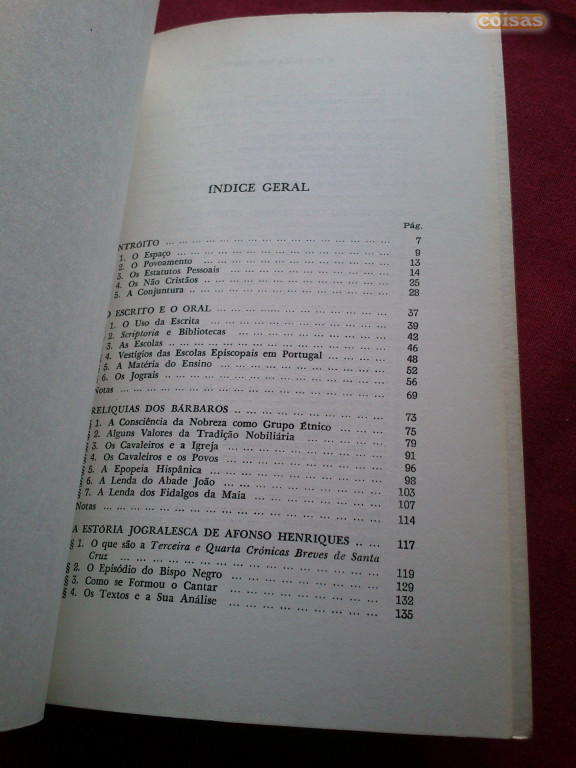 coisas
ÍNDICE GERAL
Pág.
NTRÓITO ... ... ... ... ... ... ... ... ... ... ... ... 7
1. O Espaço ... ... ... ... ... ... ... ... ... ... ... 9
2. O Povoamento ... ... ... ... ... ... ... ... ... 13
3. Os Estatutos Pessoais ... ... ... ... ... ... ... 14
4. Os Não Cristãos ... ... ... ... ... ... ... ... ... 25
5. A Conjuntura ... ... ... ... ... ... ... ... ... 28
O ESCRITO E O ORAL ... ... ... ... ... ... ... ... 37
1. O Uso da Escrita ... ... ... ... ... ... ... ... 39
2. Scriptoria e Bibliotecas ... ... ... ... ... ... 42
§ 3. As Escolas ... ... ... ... ... ... ... ... ... ... 46
§ 4. Vestígios das Escolas Episcopais em Portugal ... ... ... 48
§ 5. A Matéria do Ensino ... ... ... ... ... ... ... 52
§ 6. Os Jograis ... ... ... ... ... ... ... ... ... ... 56
Notas ... ... ... ... ... ... ... ... ... ... ... ... 69
RELÍQUIAS DOS BÁRBAROS ... ... ... ... ... ... ... 73
§ 1. A Consciência da Nobreza como Grupo Étnico ... ... 75
§ 2. Alguns Valores da Tradição Nobiliária ... ... ... 79
§ 3. Os Cavaleiros e a Igreja ... ... ... ... ... ... 91
§ 4. Os Cavaleiros e os Povos ... ... ... ... ... ... 96
§ 5. A Epopeia Hispânica ... ... ... ... ... ... ... 98
§ 6. A Lenda do Abade João ... ... ... ... ... ... 103
§ 7. A Lenda dos Fidalgos da Maia ... ... ... ... ... 107
Notas ... ... ... ... ... ... ... ... ... ... ... ... 114
A ESTÓRIA JOGRALESCA DE AFONSO HENRIQUES .. ... 117
§ 1. O que são a Terceira e Quarta Crónicas Breves de Santa
Cruz ... ... ... ... ... ... ... ... ... ... ... 119
§ 2. O Episódio do Bispo Negro ... ... ... ... ... ... 129
§ 3. Como se Formou o Cantar ... ... ... ... ... ... 132
§ 4. Os Textos e a Sua Análise ... ... ... ... ... ... 135